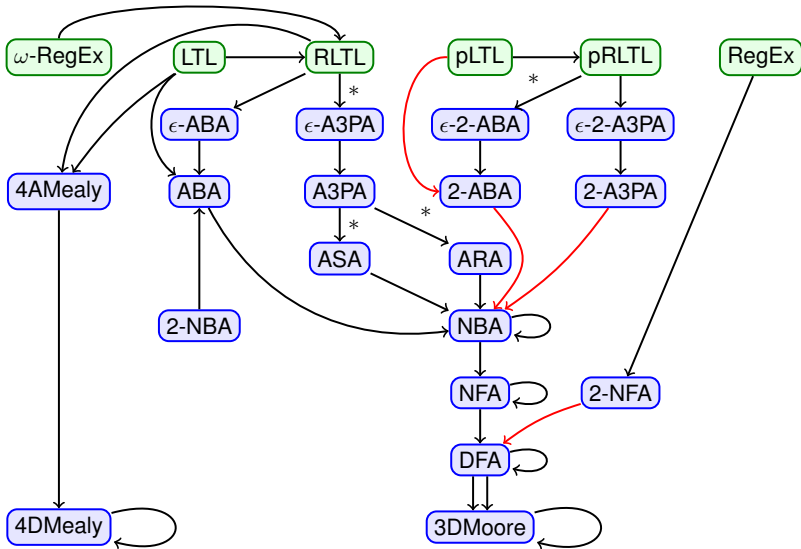 ω-RegEx LTL RLTL pLTL pRLTL RegEx
* *
ϵ-ABA ϵ-A3PA ϵ-2-ABA ϵ-2-A3PA
4AMealy ABA A3PA 2-ABA 2-A3PA
* *
ASA ARA
2-NBA NBA
NFA 2-NFA
DFA
4DMealy 3DMoore